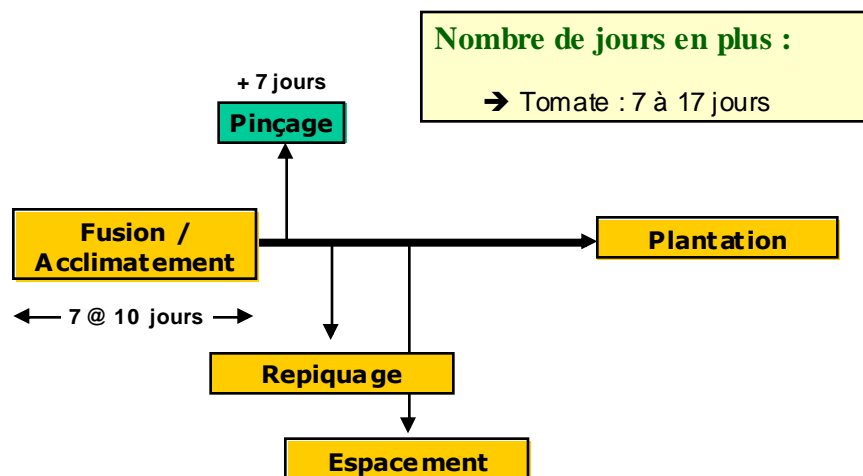 Nombre de jours en plus :
➔ Tomate : 7 à 17 jours
+ 7 jours
Pinçage
Fusion /
Acclimatement
Plantation
7 @ 10 jours
Repiquage
Espacement